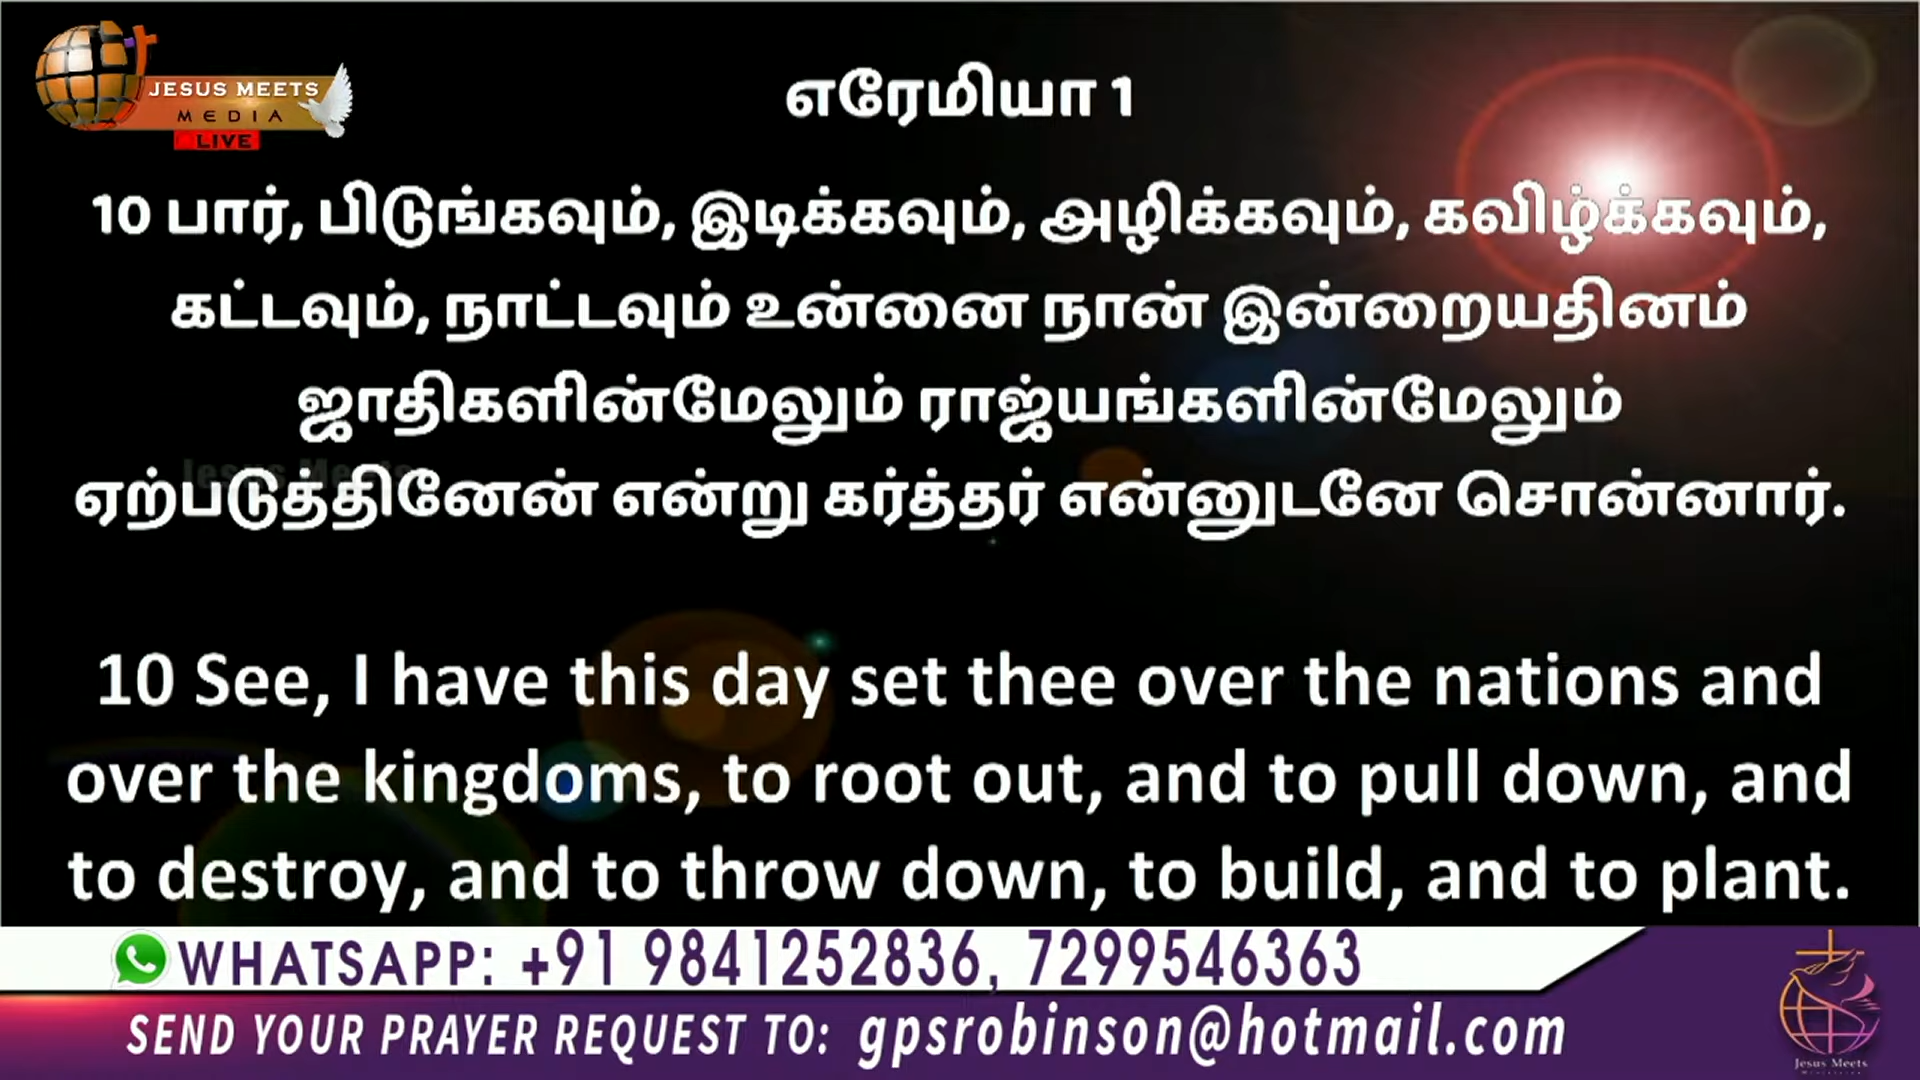 JESUS MEETS
MEDIA
LIVE
எரேமியா 1
10 பார், பிடுங்கவும், இடிக்கவும், அழிக்கவும், கவிழ்க்கவும்,
கட்டவும், நாட்டவும் உன்னை நான் இன்றையதினம்
ஜாதிகளின்மேலும் ராஜ்யங்களின்மேலும்
Jesus Meets
ஏற்படுத்தினேன் என்று கர்த்தர் என்னுடனே சொன்னார்.
10 See, I have this day set thee over the nations and
over the kingdoms, to root out, and to pull down, and
to destroy, and to throw down, to build, and to plant.
WHATSAPP: +91 9841252836, 7299546363
SEND YOUR PRAYER REQUEST TO: gpsrobinson@hotmail.com
Jesus Meets